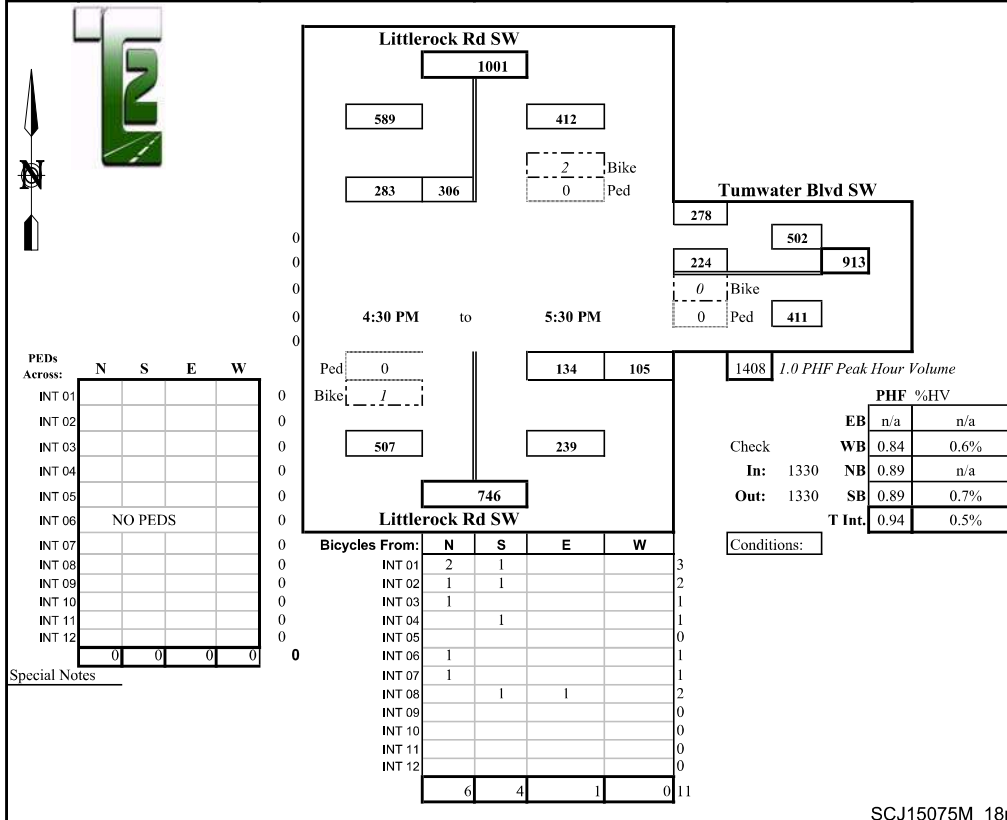 T2
N
Littlerock Rd SW
1001
589 412
2 Bike
283 306 0 Ped
Tumwater Blvd SW
278
502
224 913
0 Bike
0 Ped 411
0
0
0
0
0
4:30 PM to 5:30 PM
Ped 0 134 105
Bike 1
507 239
746
Littlerock Rd SW
1408 1.0 PHF Peak Hour Volume
PHF %HV
EB n/a n/a
Check WB 0.84 0.6%
In: 1330 NB 0.89 n/a
Out: 1330 SB 0.89 0.7%
T Int. 0.94 0.5%
Conditions:
PEDs
Across: N S E W
INT 01 0
INT 02 0
INT 03 0
INT 04 0
INT 05 0
INT 06 NO PEDS 0
INT 07 0
INT 08 0
INT 09 0
INT 10 0
INT 11 0
INT 12 0
0 0 0 0 0
Special Notes
Bicycles From: N S E W
INT 01 2 1 3
INT 02 1 1 2
INT 03 1 1
INT 04 1 1
INT 05 0
INT 06 1 1
INT 07 1 1
INT 08 1 1 2
INT 09 0
INT 10 0
INT 11 0
INT 12 0
6 4 1 0 11